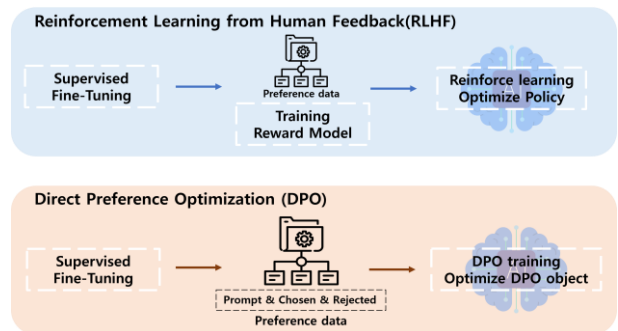 Reinforcement Learning from Human Feedback(RLHF)
Supervised
Fine-Tuning
Preference data
Training
Reward Model
Reinforce learning
Optimize Policy
Direct Preference Optimization (DPO)
Supervised
Fine-Tuning
Prompt & Chosen & Rejected
Preference data
DPO training
Optimize DPO object